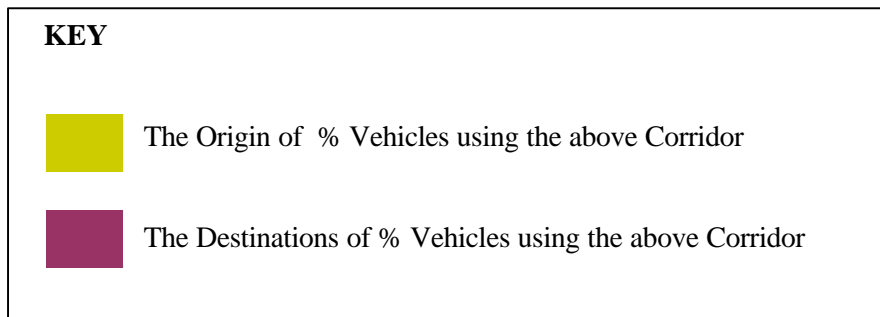 KEY
The Origin of % Vehicles using the above Corridor
The Destinations of % Vehicles using the above Corridor